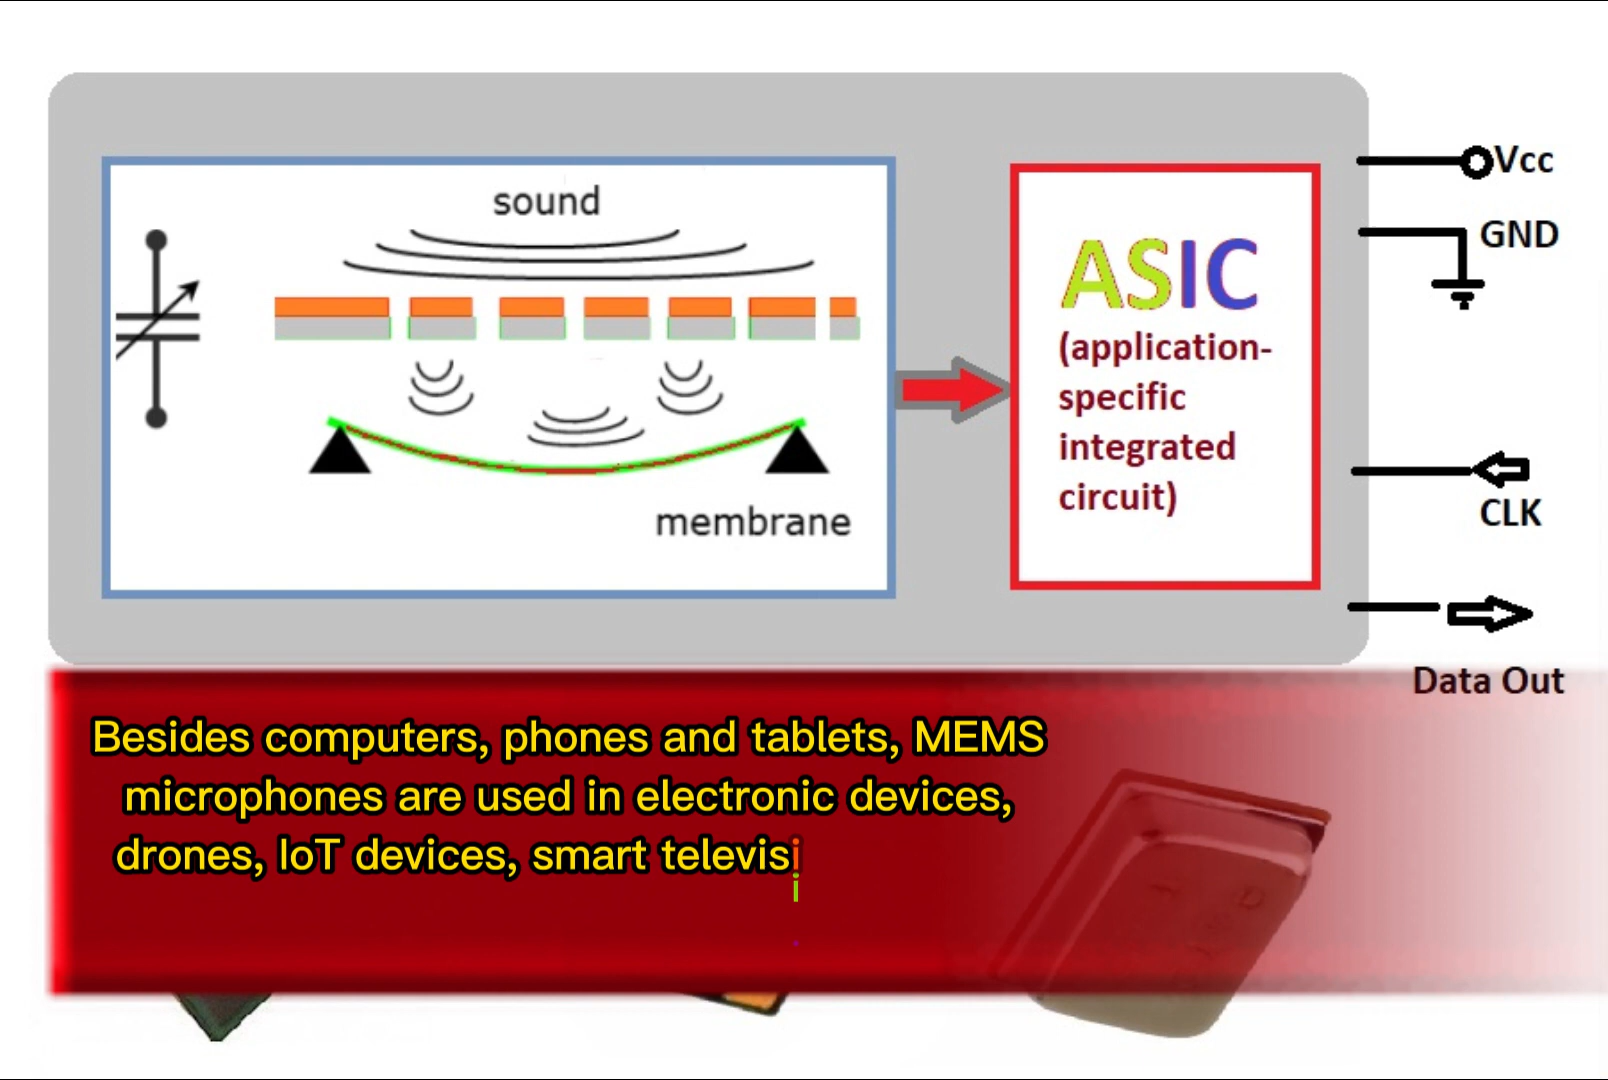 sound
membrane
ASIC
(application-
specific
integrated
circuit)
Vcc
GND
CLK
Data Out
Besides computers, phones and tablets, MEMS
microphones are used in electronic devices,
drones, IoT devices, smart televisi